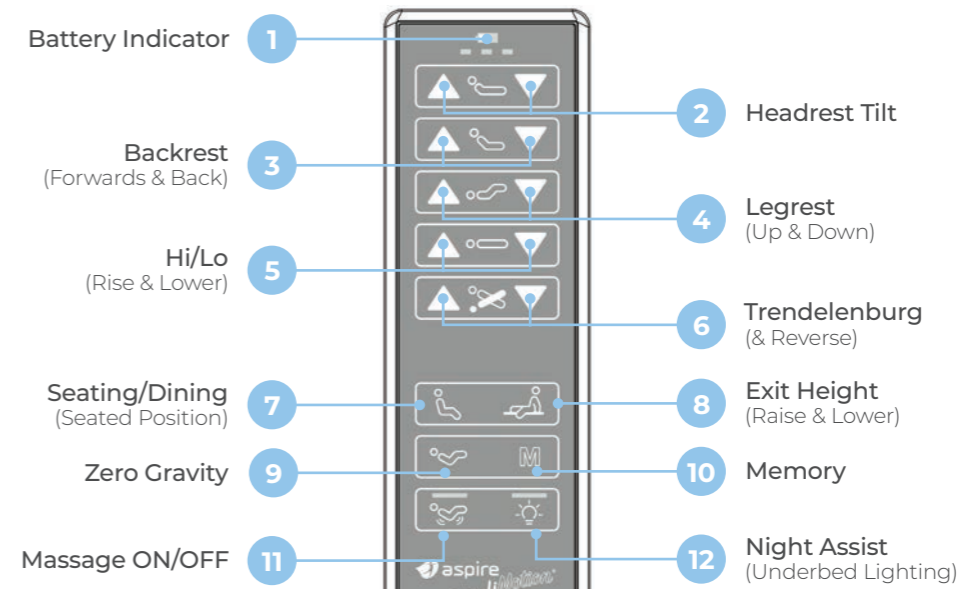 Battery Indicator 1
2 Headrest Tilt
Backrest
(Forwards & Back)
3
4
Legrest
(Up & Down)
Hi/Lo
(Rise & Lower)
5
6
Trendelenburg
(& Reverse)
Seating/Dining
(Seated Position)
7
8
Exit Height
(Raise & Lower)
Zero Gravity 9
M
10 Memory
Massage ON/OFF 11
12
Night Assist
(Underbed Lighting)
aspire